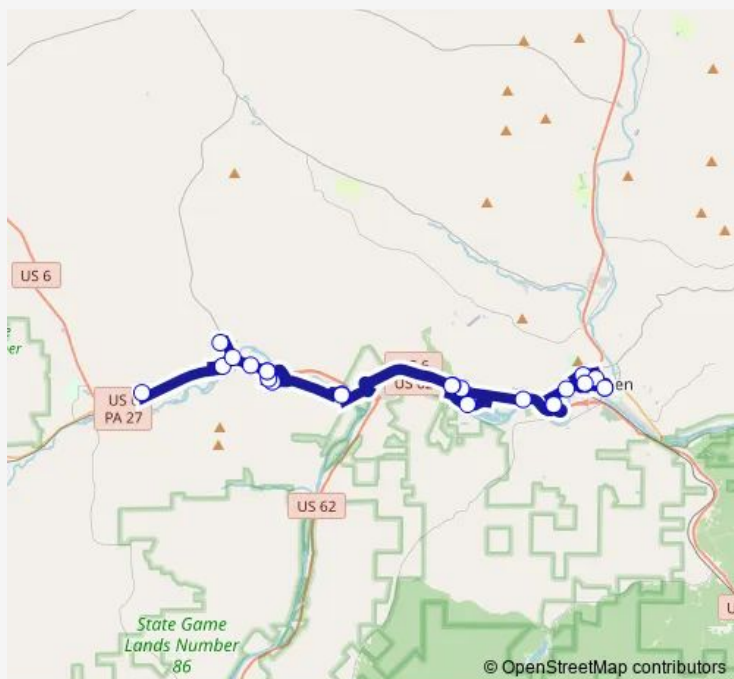 US 6
US 6
PA 27
US 6
US 62
en
US 62
State Game
Lands Number
86
U
© OpenStreetMap contributors